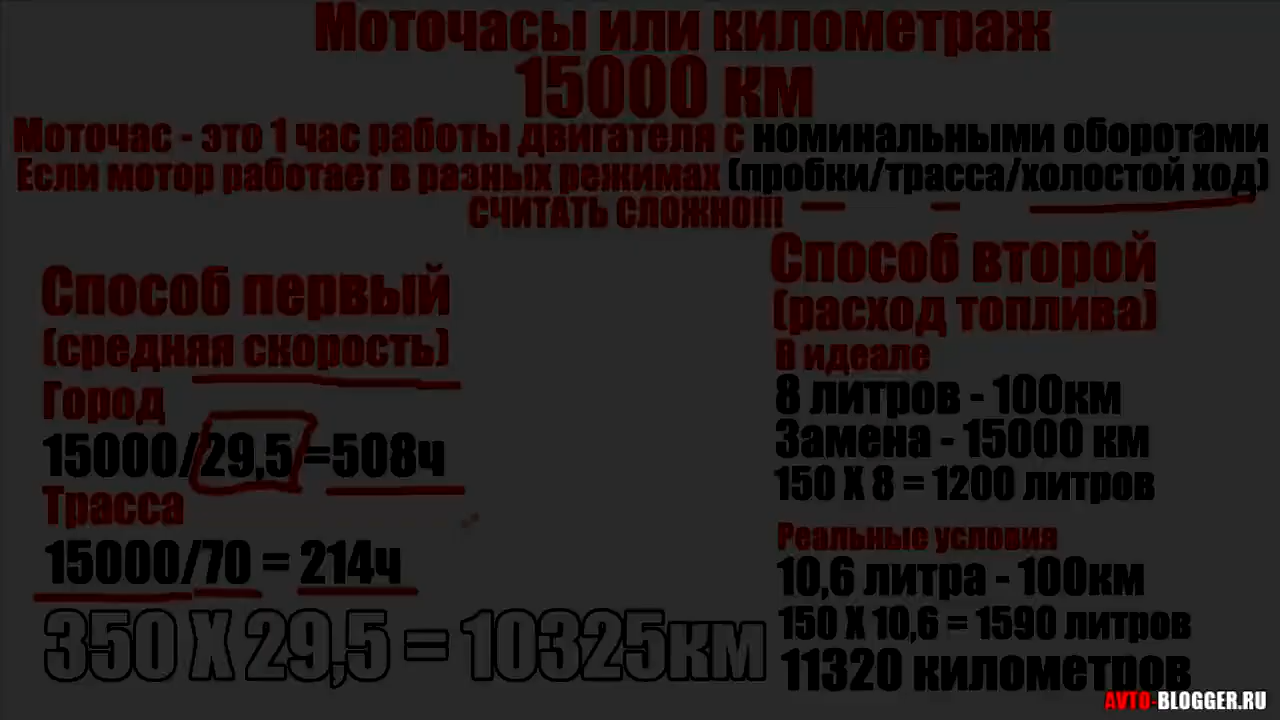 Моточасы или километраж
15000 км
Моточас - это 1 час работы двигателя с номинальными оборотами
Если мотор работает в разных режимах (пробки/трасса/холостой ход)
СЧИТАТЬ СЛОЖНО!!!
Способ первый
(средняя скорость)
Город
15000/29,5=508ч
Трасса
15000/70 = 214ч
350 X 29,5 = 10325км
Способ второй
(расход топлива)
В идеале
8 литров - 100км
Замена - 15000 км
150 X 8 = 1200 литров
Реальные условия
10,6 литра - 100км
150 X 10,6 = 1590 литров
11320 километров
AVTO-BLOGGER.RU